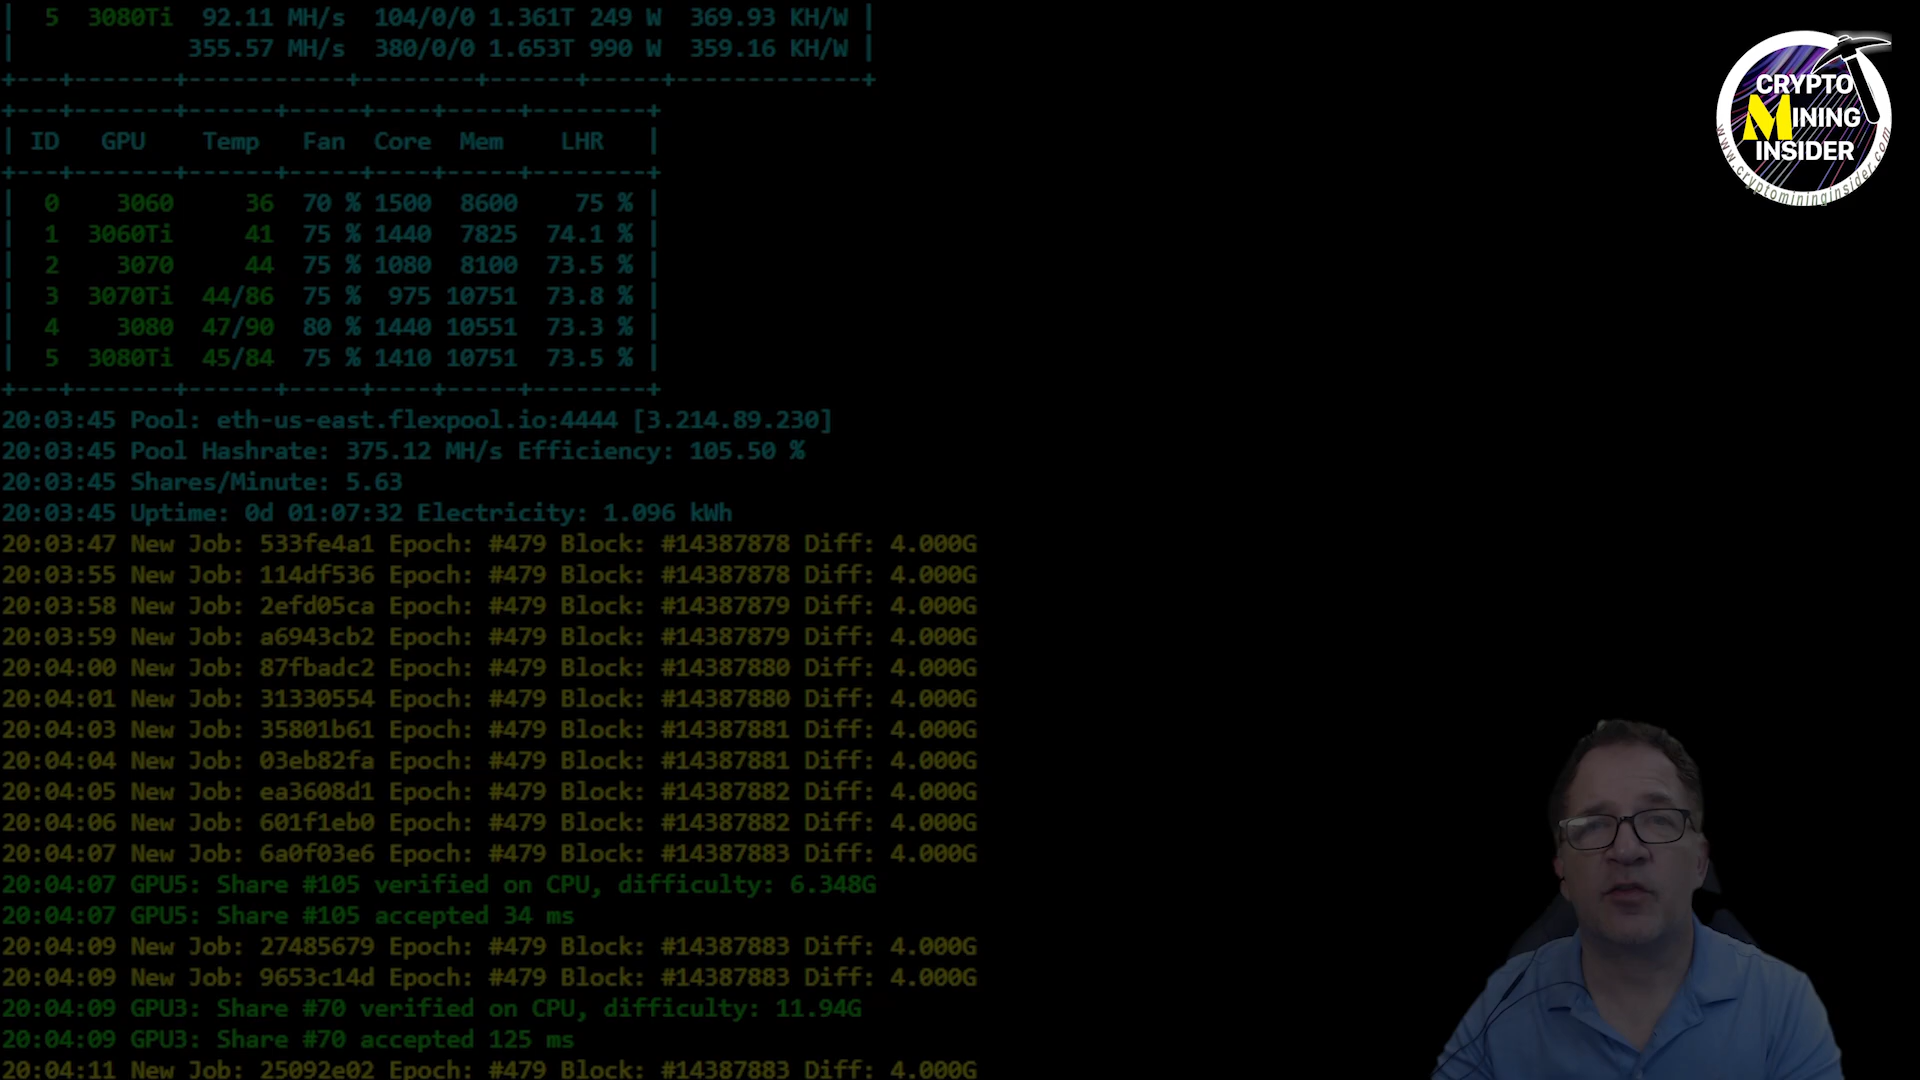 | 5 3080Ti 92.11 MH/s 104/0/0 1.361T 249 W 369.93 KH/W |
| 355.57 MH/s 380/0/0 1.653T 990 W 359.16 KH/W |
+---+-------+-----------+--------+------+-----+-------------+
+---+-------+------+-----+----+-----+--------+
| ID GPU Temp Fan Core Mem LHR |
+---+-------+------+-----+----+-----+--------+
| 0 3060 36 70 % 1500 8600 75 % |
| 1 3060Ti 41 75 % 1440 7825 74.1 % |
| 2 3070 44 75 % 1080 8100 73.5 % |
| 3 3070Ti 44/86 75 % 975 10751 73.8 % |
| 4 3080 47/90 80 % 1440 10551 73.3 % |
| 5 3080Ti 45/84 75 % 1410 10751 73.5 % |
+---+-------+------+-----+----+-----+--------+
20:03:45 Pool: eth-us-east.flexpool.io:4444 [3.214.89.230]
20:03:45 Pool Hashrate: 375.12 MH/s Efficiency: 105.50 %
20:03:45 Shares/Minute: 5.63
20:03:45 Uptime: 0d 01:07:32 Electricity: 1.096 kWh
20:03:47 New Job: 533fe4a1 Epoch: #479 Block: #14387878 Diff: 4.000G
20:03:55 New Job: 114df536 Epoch: #479 Block: #14387878 Diff: 4.000G
20:03:58 New Job: 2efd05ca Epoch: #479 Block: #14387879 Diff: 4.000G
20:03:59 New Job: a6943cb2 Epoch: #479 Block: #14387879 Diff: 4.000G
20:04:00 New Job: 87fbadc2 Epoch: #479 Block: #14387880 Diff: 4.000G
20:04:01 New Job: 31330554 Epoch: #479 Block: #14387880 Diff: 4.000G
20:04:03 New Job: 35801b61 Epoch: #479 Block: #14387881 Diff: 4.000G
20:04:04 New Job: 03eb82fa Epoch: #479 Block: #14387881 Diff: 4.000G
20:04:05 New Job: ea3608d1 Epoch: #479 Block: #14387882 Diff: 4.000G
20:04:06 New Job: 601f1eb0 Epoch: #479 Block: #14387882 Diff: 4.000G
20:04:07 New Job: 6a0f03e6 Epoch: #479 Block: #14387883 Diff: 4.000G
20:04:07 GPU5: Share #105 verified on CPU, difficulty: 6.348G
20:04:07 GPU5: Share #105 accepted 34 ms
20:04:09 New Job: 27485679 Epoch: #479 Block: #14387883 Diff: 4.000G
20:04:09 New Job: 9653c14d Epoch: #479 Block: #14387883 Diff: 4.000G
20:04:09 GPU3: Share #70 verified on CPU, difficulty: 11.94G
20:04:09 GPU3: Share #70 accepted 125 ms
20:04:11 New Job: 25092e02 Epoch: #479 Block: #14387883 Diff: 4.000G
CRYPTO
MINING
INSIDER
www.cryptomininginsider.com